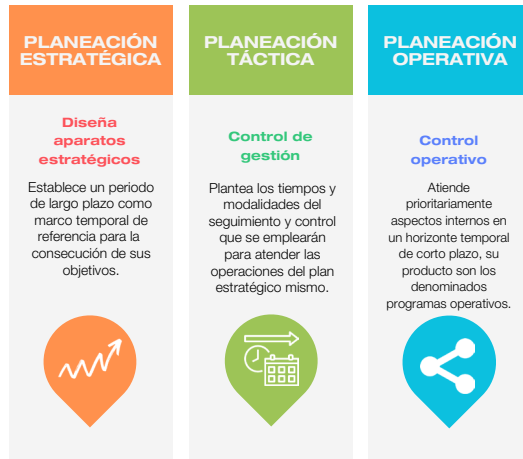 PLANEACIÓN
ESTRATÉGICA
Diseña
aparatos
estratégicos
Establece un periodo
de largo plazo como
marco temporal de
referencia para la
consecución de sus
objetivos.
PLANEACIÓN
TÁCTICA
Control de
gestión
Plantea los tiempos y
modalidades del
seguimiento y control
que se emplearán
para atender las
operaciones del plan
estratégico mismo.
PLANEACIÓN
OPERATIVA
Control
operativo
Atiende
prioritariamente
aspectos internos en
un horizonte temporal
de corto plazo, su
producto son los
denominados
programas operativos.